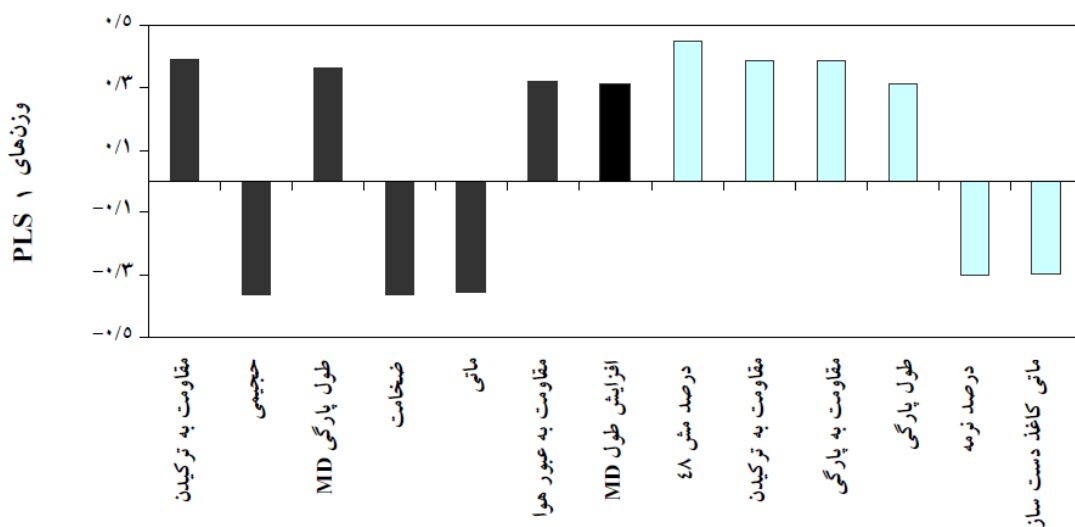 وزن‌های PLS ۱
۰/۵
۰/۳
۰/۱
−۰/۱
−۰/۳
−۰/۵
مقاومت به ترکیدن
حجیمی
طول پارگی MD
ضخامت
ماتی
مقاومت به عبور هوا
افزایش طول MD
درصد مش ٤٨
مقاومت به ترکیدن
مقاومت به پارگی
طول پارگی
درصد نرمه
ماتی کاغذ دست ساز